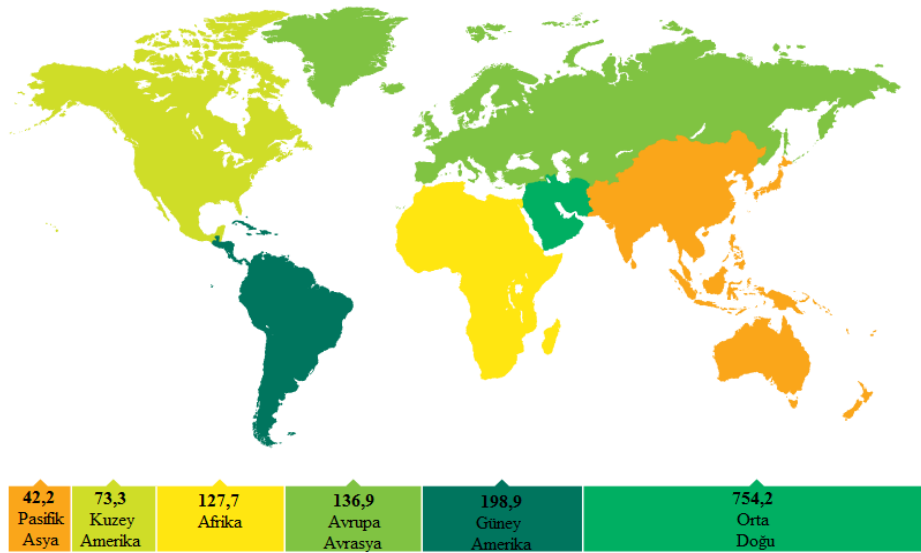 42,2
Pasifik
Asya
73,3
Kuzey
Amerika
127,7
Afrika
136,9
Avrupa
Avrasya
198,9
Güney
Amerika
754,2
Orta
Doğu